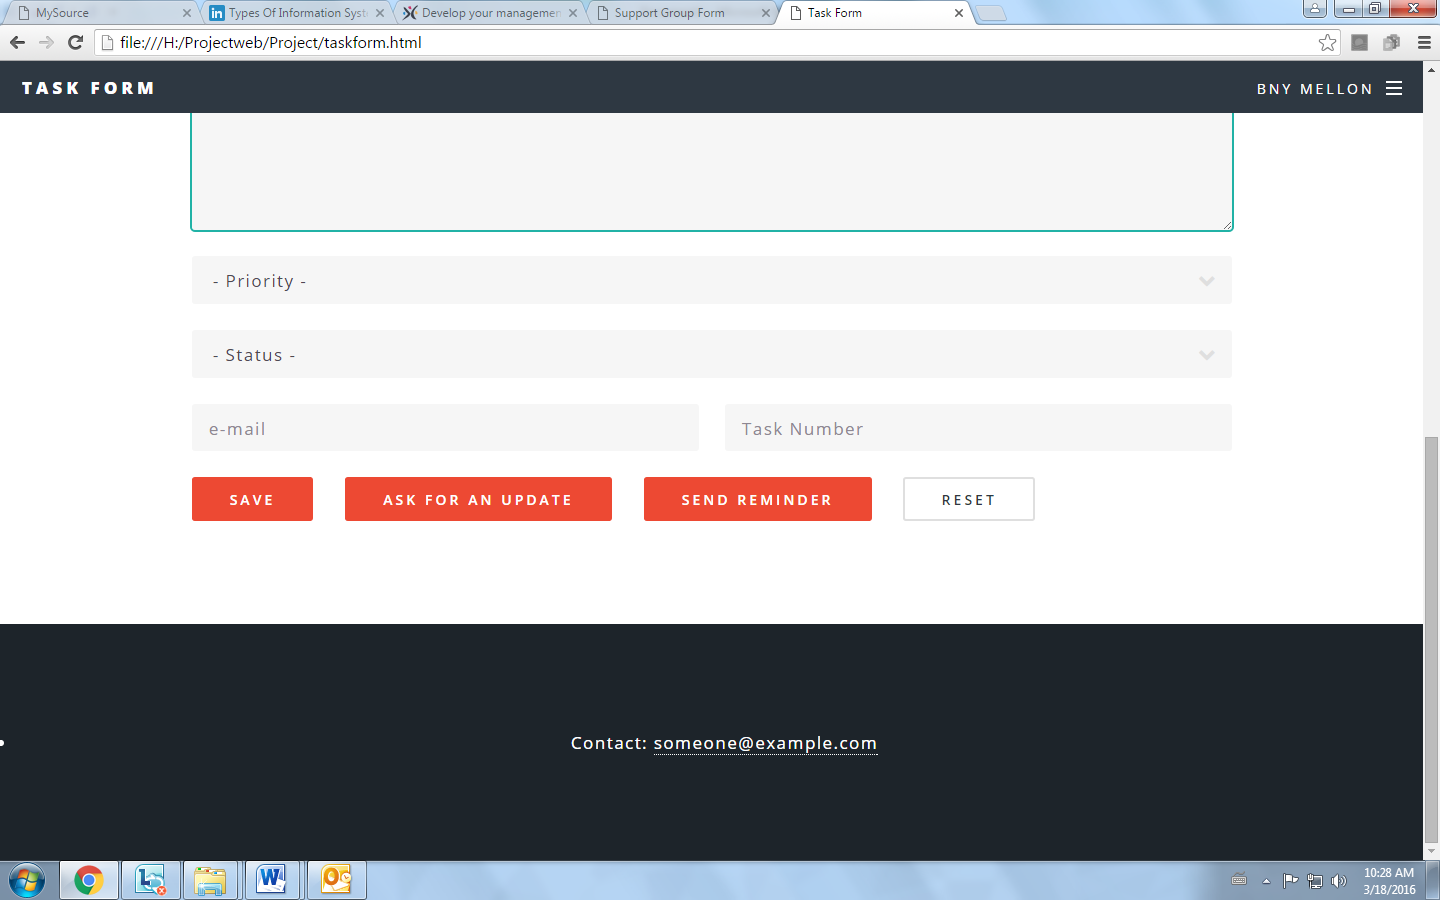 MySource
Types Of Information Syst
Develop your managemen
Support Group Form
Task Form
file:///H:/Projectweb/Project/taskform.html
TASK FORM
BNY MELLON
- Priority -
- Status -
e-mail
Task Number
SAVE
ASK FOR AN UPDATE
SEND REMINDER
RESET
Contact: someone@example.com
10:28 AM
3/18/2016